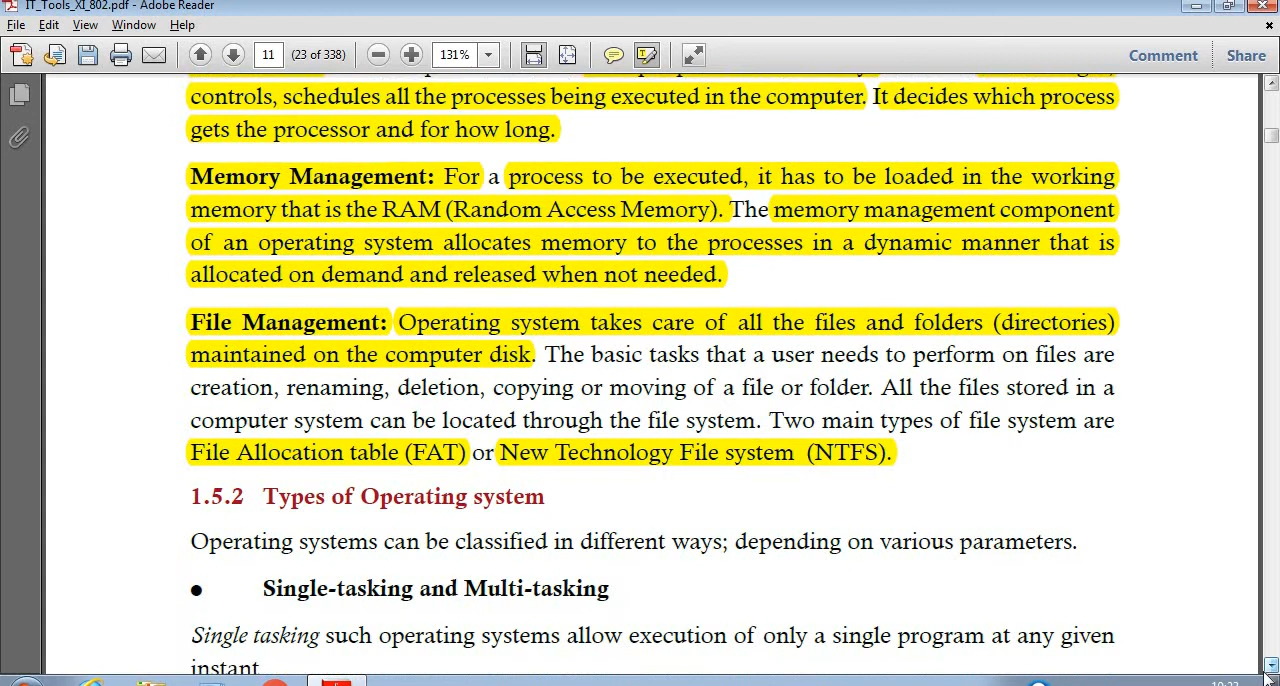 IT_Tools_XI_802.pdf - Adobe Reader
File Edit View Window Help
11 (23 of 338) 131% Comment Share
controls, schedules all the processes being executed in the computer. It decides which process
gets the processor and for how long.
Memory Management: For a process to be executed, it has to be loaded in the working
memory that is the RAM (Random Access Memory). The memory management component
of an operating system allocates memory to the processes in a dynamic manner that is
allocated on demand and released when not needed.
File Management: Operating system takes care of all the files and folders (directories)
maintained on the computer disk. The basic tasks that a user needs to perform on files are
creation, renaming, deletion, copying or moving of a file or folder. All the files stored in a
computer system can be located through the file system. Two main types of file system are
File Allocation table (FAT) or New Technology File system (NTFS).
1.5.2 Types of Operating system
Operating systems can be classified in different ways; depending on various parameters.
● Single-tasking and Multi-tasking
Single tasking such operating systems allow execution of only a single program at any given
instant